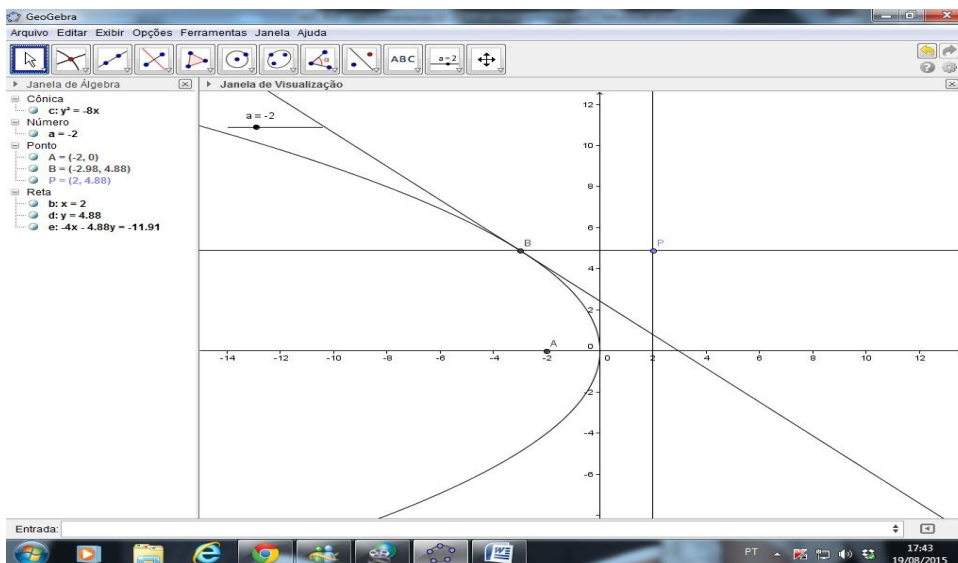 GeoGebra
Arquivo Editar Exibir Opções Ferramentas Janela Ajuda
ABC
a=2
Janela de Álgebra
Janela de Visualização
Cônica
c: y² = -8x
Número
a = -2
Ponto
A = (-2, 0)
B = (-2.98, 4.88)
P = (2, 4.88)
Reta
b: x = 2
d: y = 4.88
e: -4x - 4.88y = -11.91
a = -2
12
10
8
6
B
P
4
2
0
A
-14 -12 -10 -8 -6 -4 -2 0 2 4 6 8 10 12
-2
-4
-6
Entrada:
PT
17:43
19/08/2015